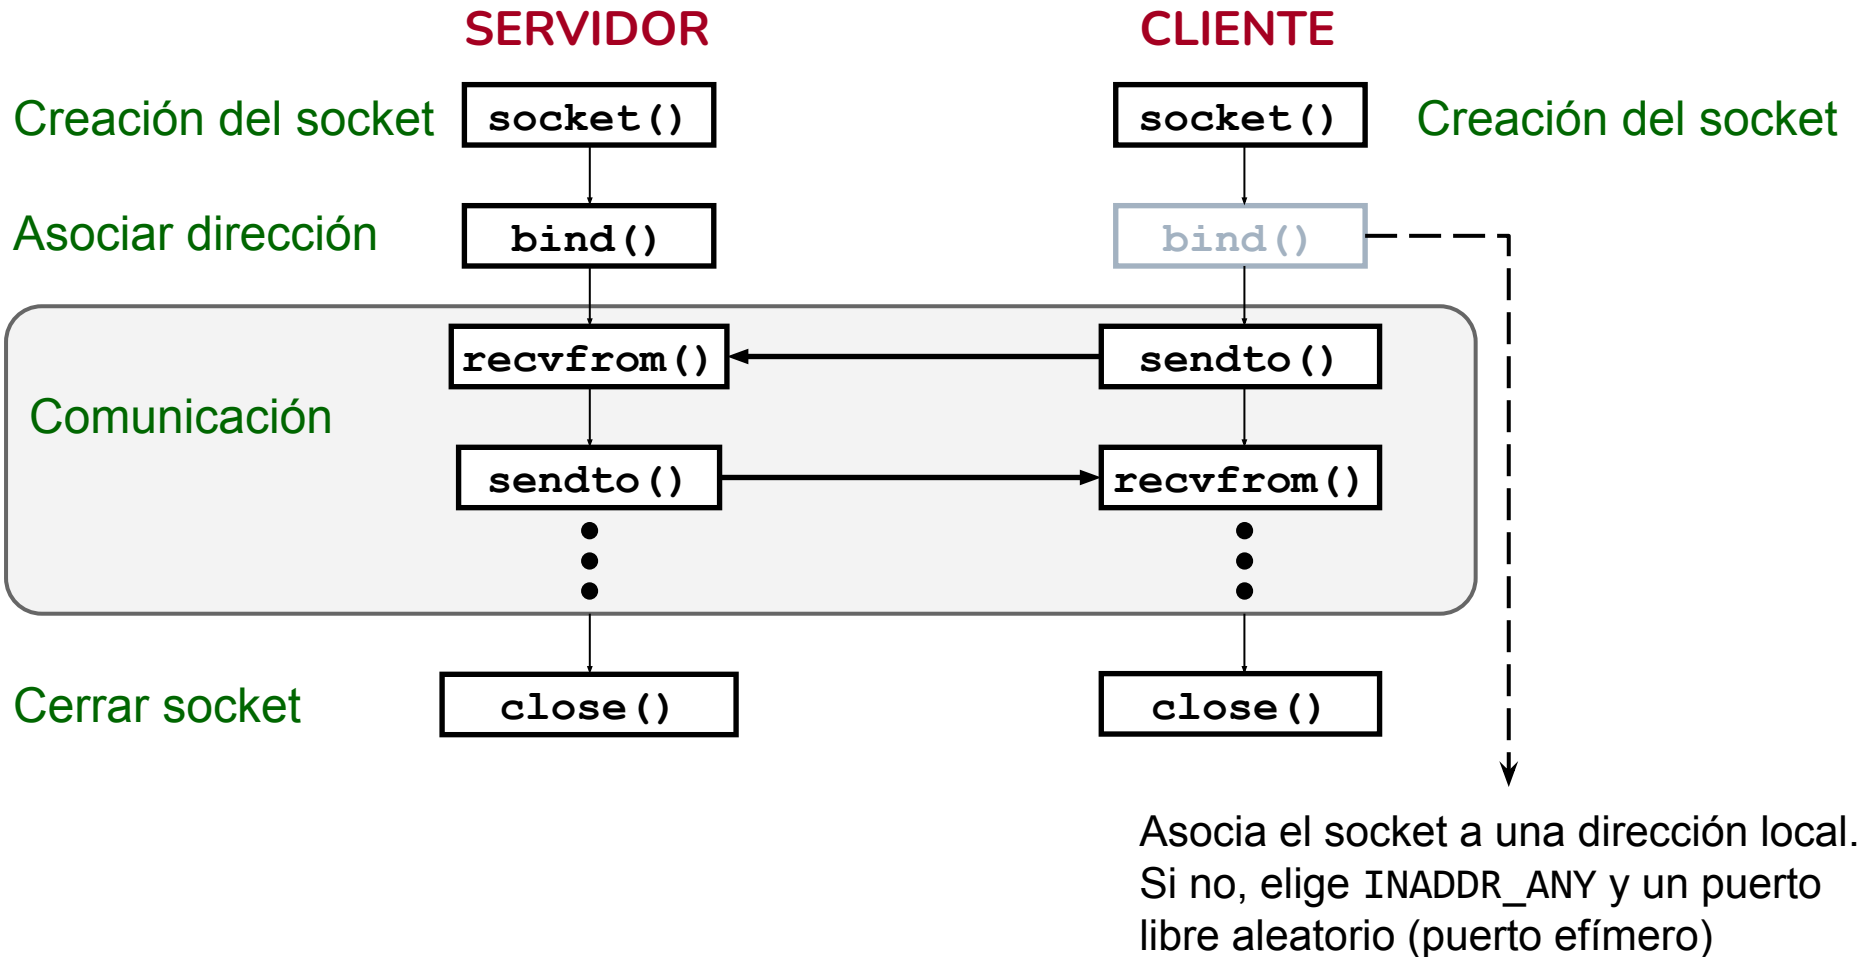 SERVIDOR CLIENTE
Creación del socket socket() socket() Creación del socket
Asociar dirección bind() bind()
recvfrom() sendto()
Comunicación
sendto() recvfrom()
Cerrar socket close() close()
Asocia el socket a una dirección local.
Si no, elige INADDR_ANY y un puerto
libre aleatorio (puerto efímero)